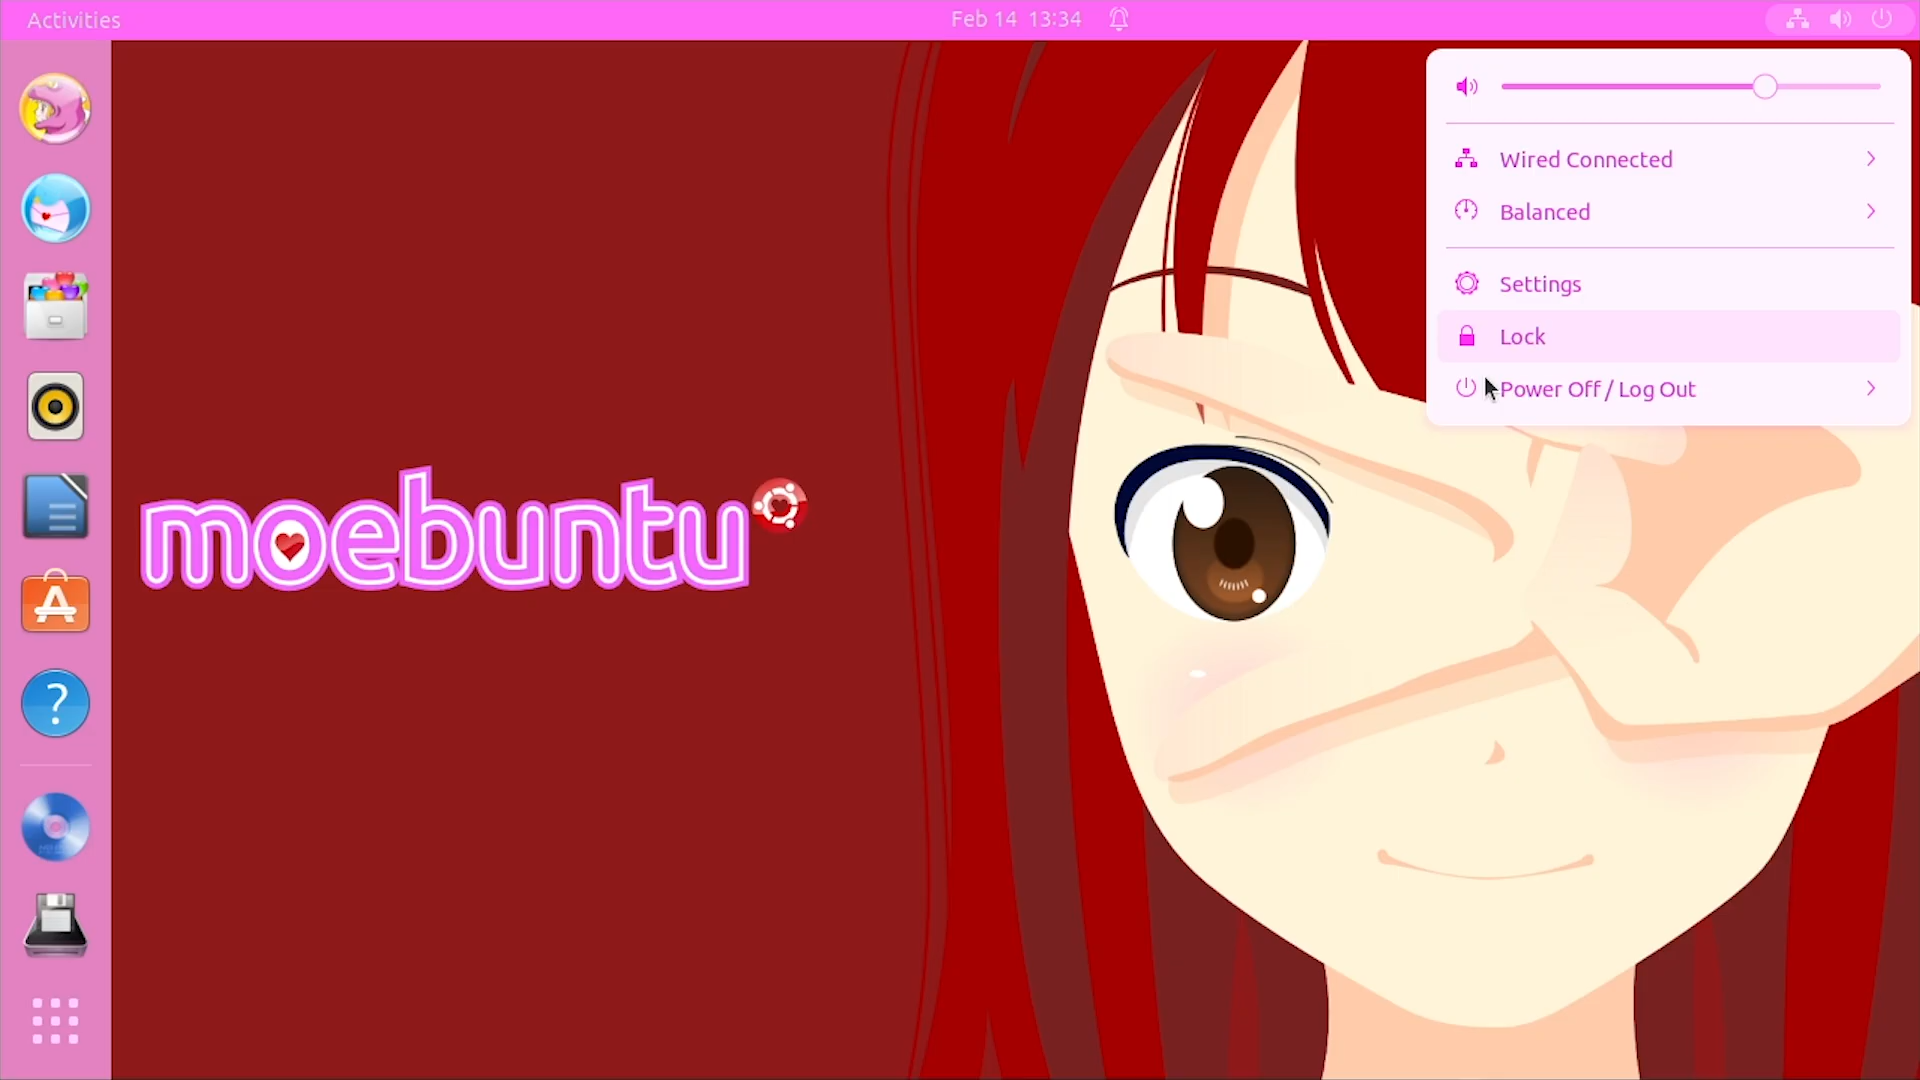 Activities
Feb 14 13:34
Wired Connected
Balanced
Settings
Lock
Power Off / Log Out
moebuntu
?